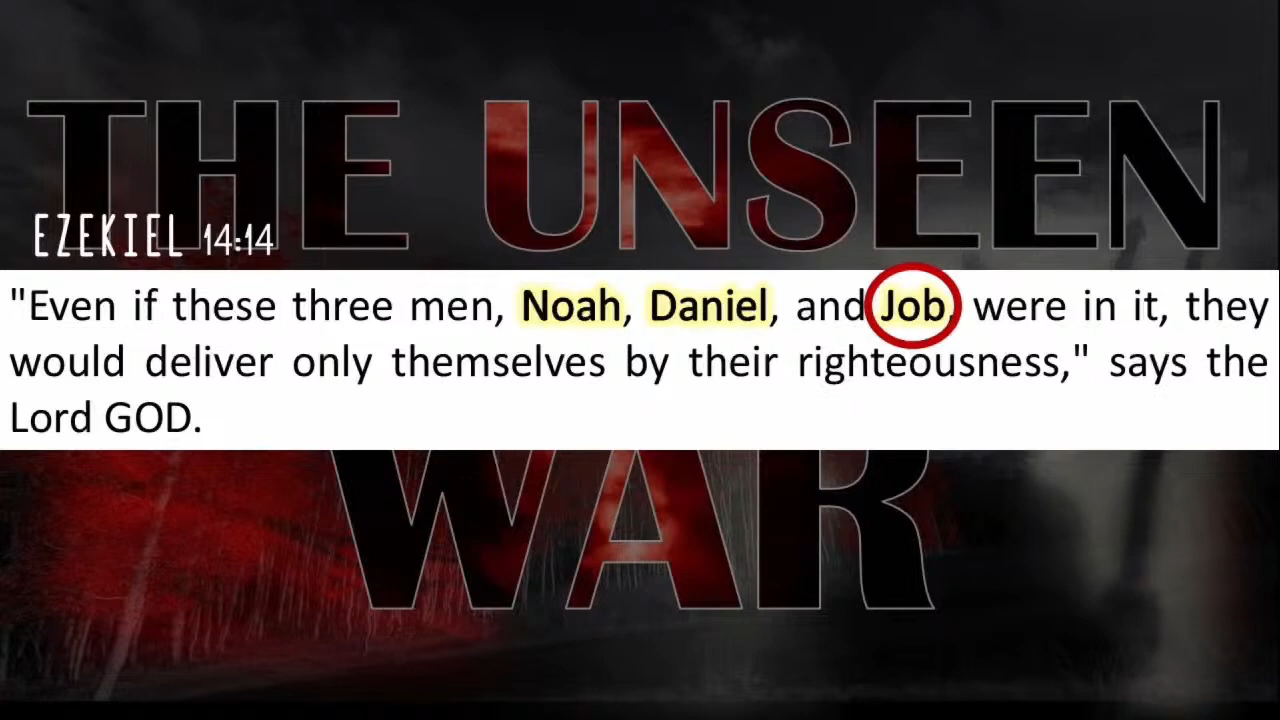 THE UNSEEN
EZEKIEL 14:14
"Even if these three men, Noah, Daniel, and Job, were in it, they
would deliver only themselves by their righteousness," says the
Lord GOD.
WAR